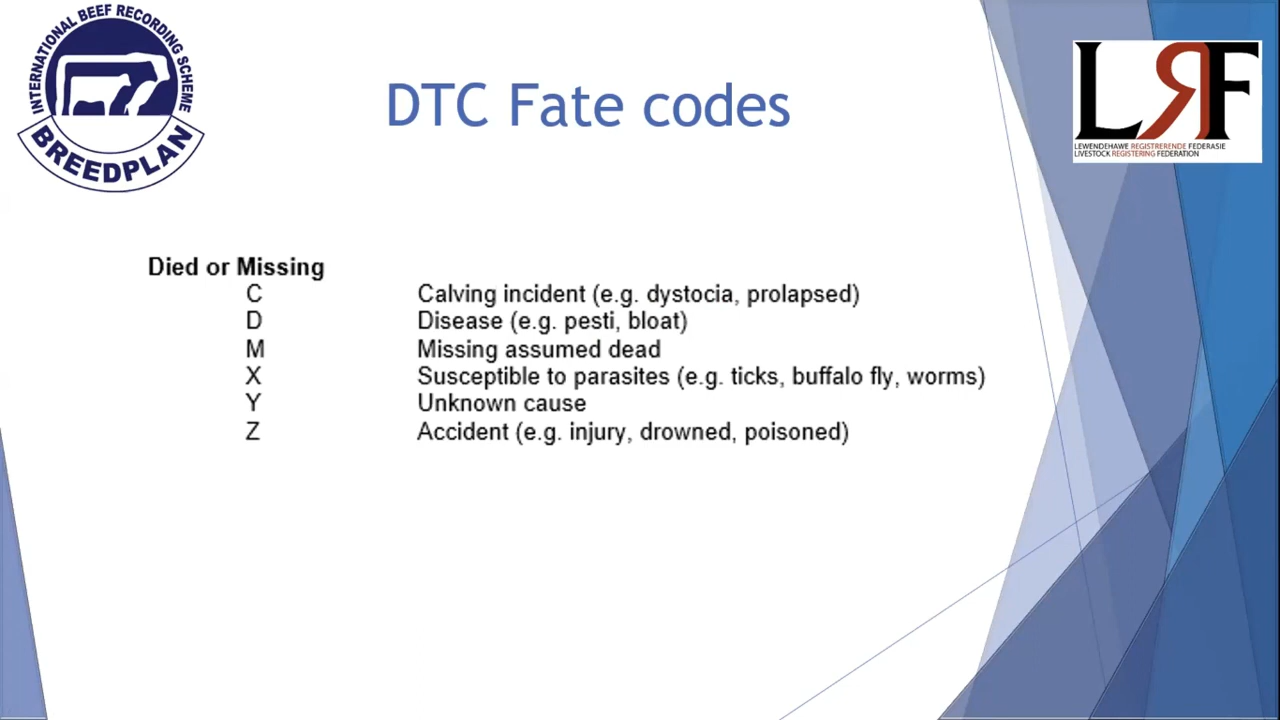 INTERNATIONAL BEEF RECORDING SCHEME
BREEDPLAN
DTC Fate codes
LRF
LEWENDEHAWE REGISTRERENDE FEDERASIE
LIVESTOCK REGISTERING FEDERATION
Died or Missing
C Calving incident (e.g. dystocia, prolapsed)
D Disease (e.g. pesti, bloat)
M Missing assumed dead
X Susceptible to parasites (e.g. ticks, buffalo fly, worms)
Y Unknown cause
Z Accident (e.g. injury, drowned, poisoned)